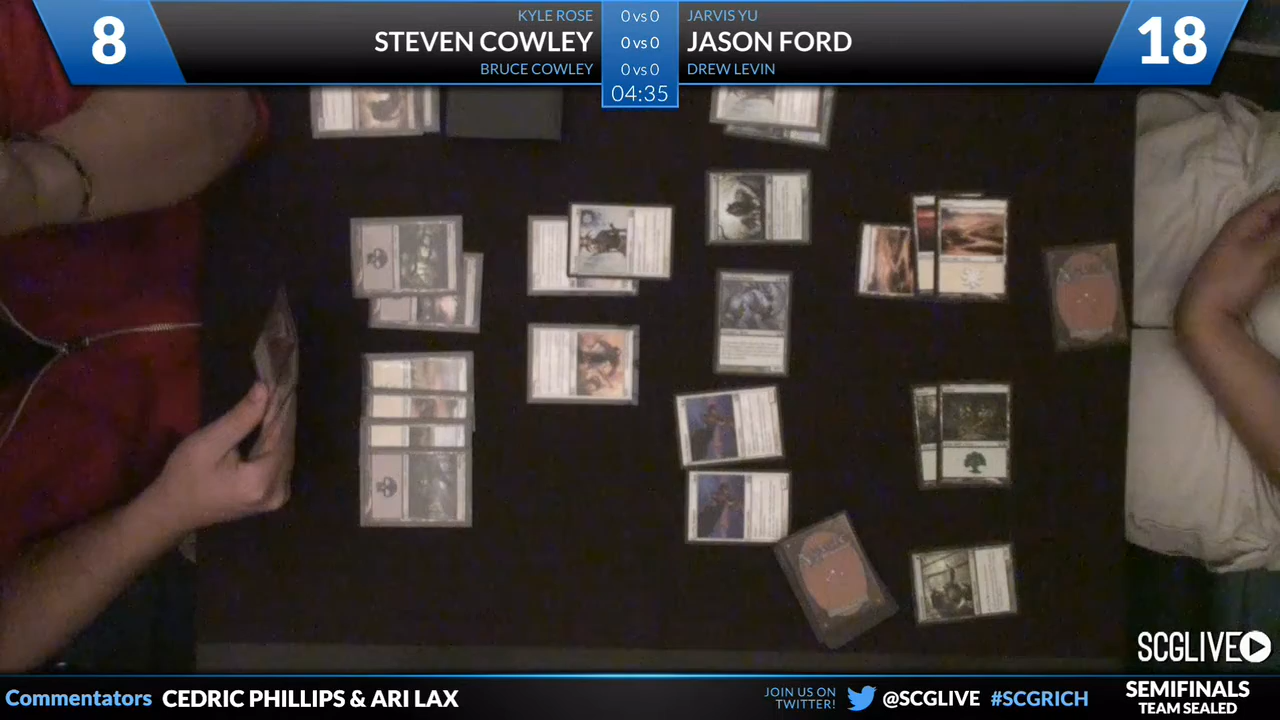 8
KYLE ROSE
STEVEN COWLEY
BRUCE COWLEY
0 vs 0
0 vs 0
0 vs 0
04:35
JARVIS YU
JASON FORD
DREW LEVIN
18
SCGLIVE
Commentators CEDRIC PHILLIPS & ARI LAX
JOIN US ON
TWITTER!
@SCGLIVE #SCGRICH
SEMIFINALS
TEAM SEALED